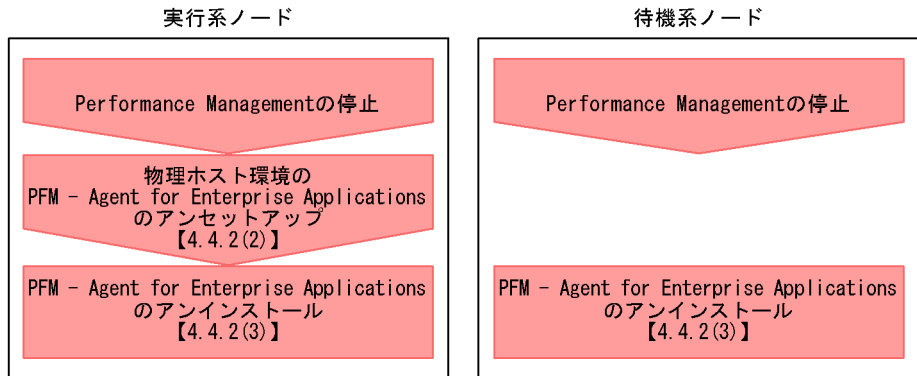 実行系ノード
Performance Managementの停止
物理ホスト環境の
PFM - Agent for Enterprise Applications
のアンセットアップ
【4.4.2(2)】
PFM - Agent for Enterprise Applications
のアンインストール
【4.4.2(3)】
待機系ノード
Performance Managementの停止
PFM - Agent for Enterprise Applications
のアンインストール
【4.4.2(3)】